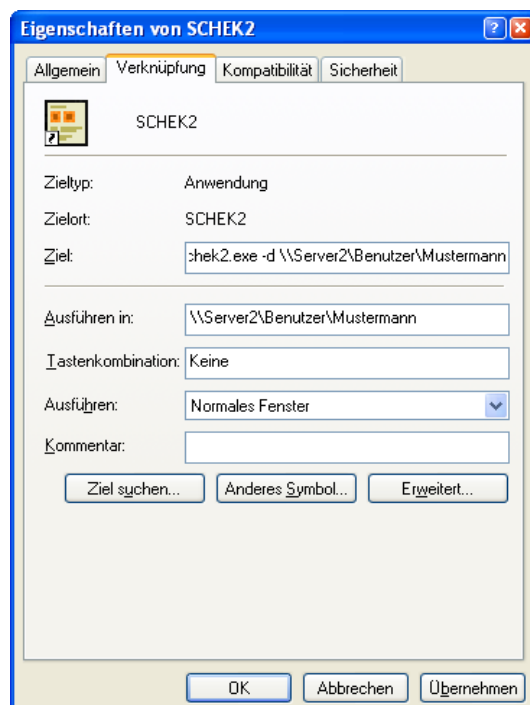 Eigenschaften von SCHEK2
Allgemein Verknüpfung Kompatibilität Sicherheit
SCHEK2
Zieltyp: Anwendung
Zielort: SCHEK2
Ziel: chek2.exe -d \\Server2\Benutzer\Mustermann
Ausführen in: \\Server2\Benutzer\Mustermann
Tastenkombination: Keine
Ausführen: Normales Fenster
Kommentar:
Ziel suchen... Anderes Symbol... Erweitert...
OK Abbrechen Übernehmen